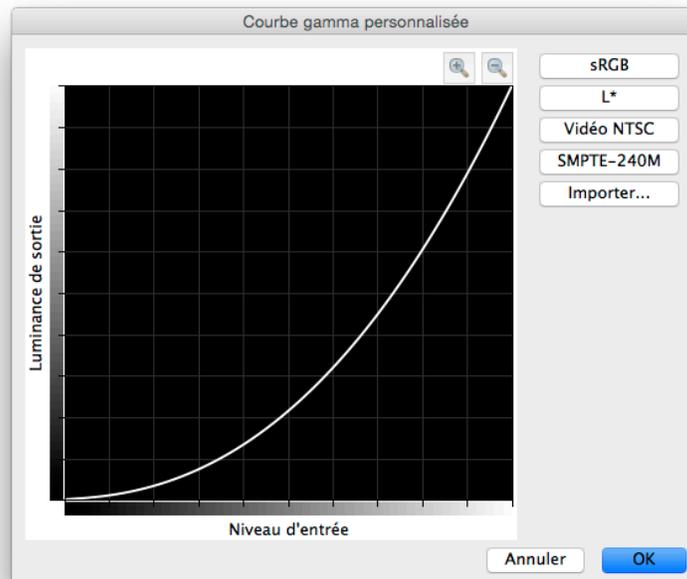 Courbe gamma personnalisée
sRGB
L*
Vidéo NTSC
SMPTE-240M
Importer...
Luminance de sortie
Niveau d'entrée
Annuler
OK